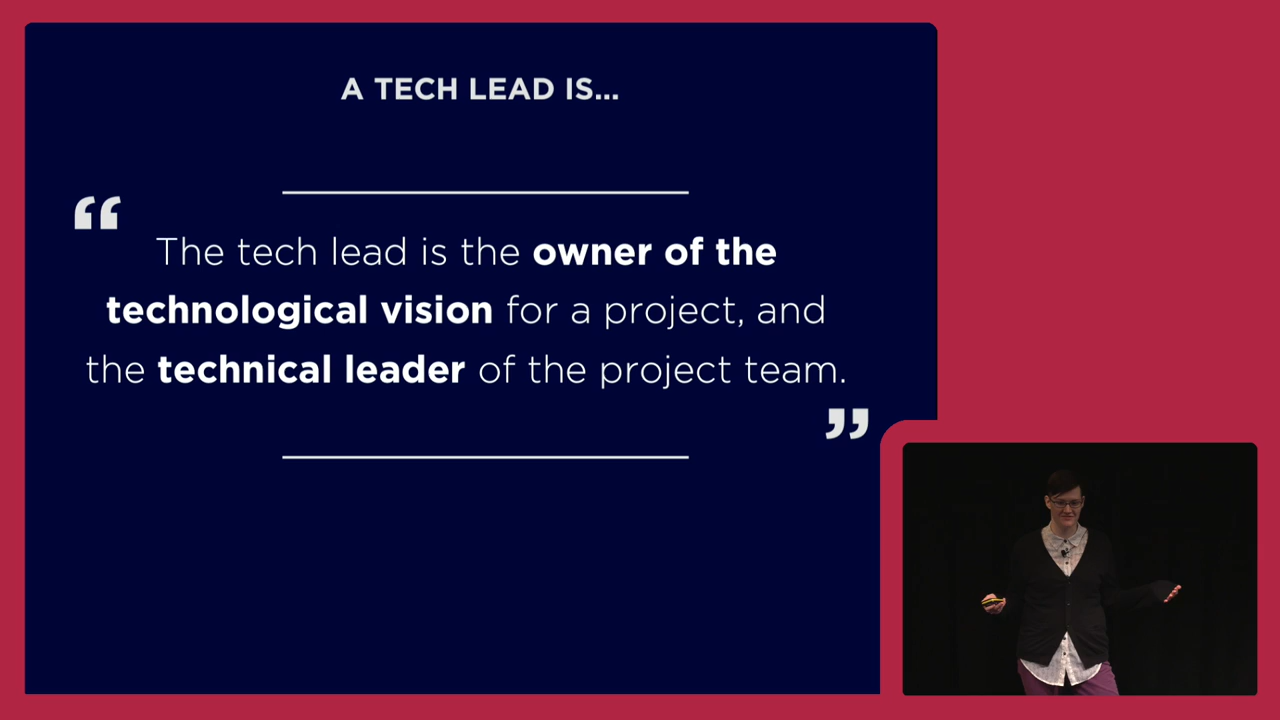 A TECH LEAD IS...
“
The tech lead is the owner of the
technological vision for a project, and
the technical leader of the project team.
”